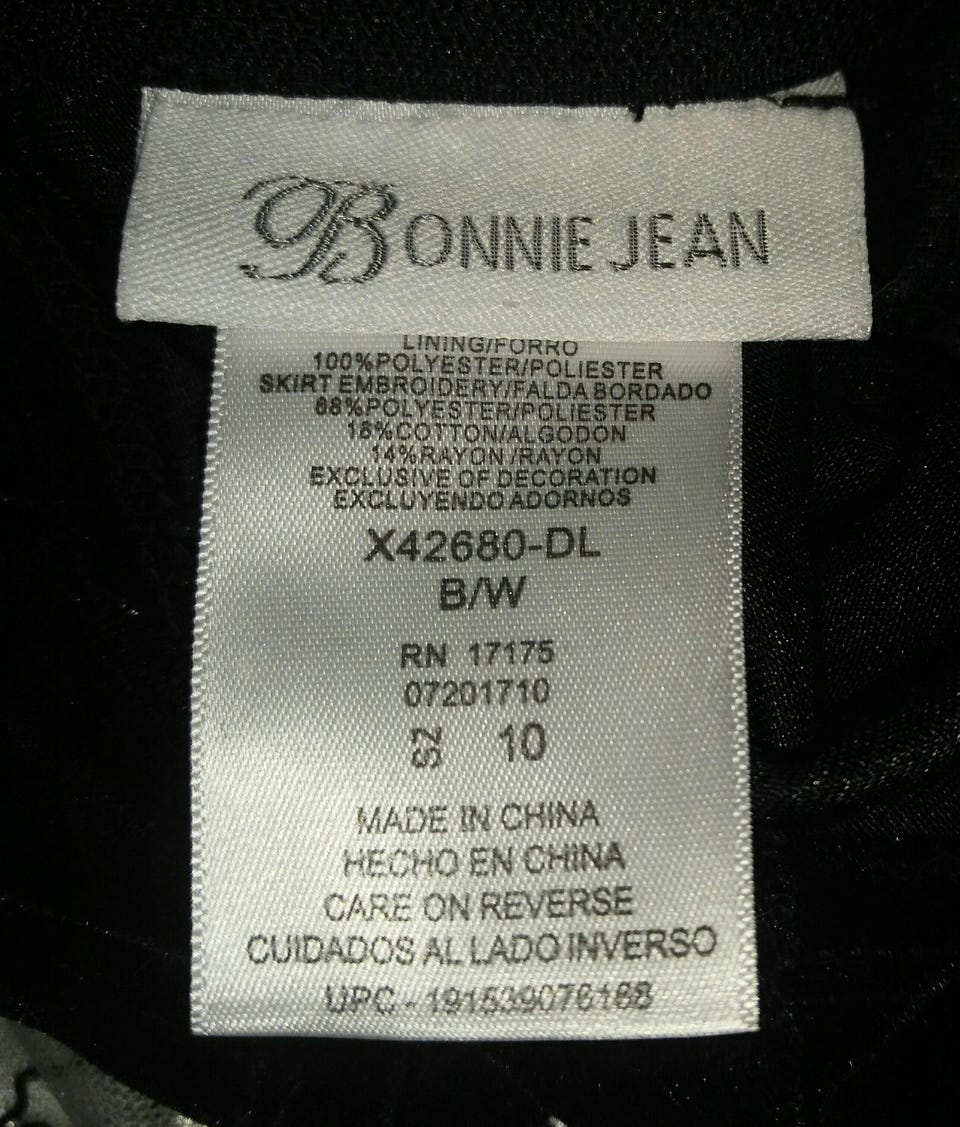 BONNIE JEAN
LINING/FORRO
100%POLYESTER/POLIESTER
SKIRT EMBROIDERY/FALDA BORDADO
68%POLYESTER/POLIESTER
18%COTTON/ALGODON
14%RAYON/RAYON
EXCLUSIVE OF DECORATION
EXCLUYENDO ADORNOS
X42680-DL
B/W
RN 17175
07201710
SZ 10
MADE IN CHINA
HECHO EN CHINA
CARE ON REVERSE
CUIDADOS AL LADO INVERSO
UPC - 191539076188